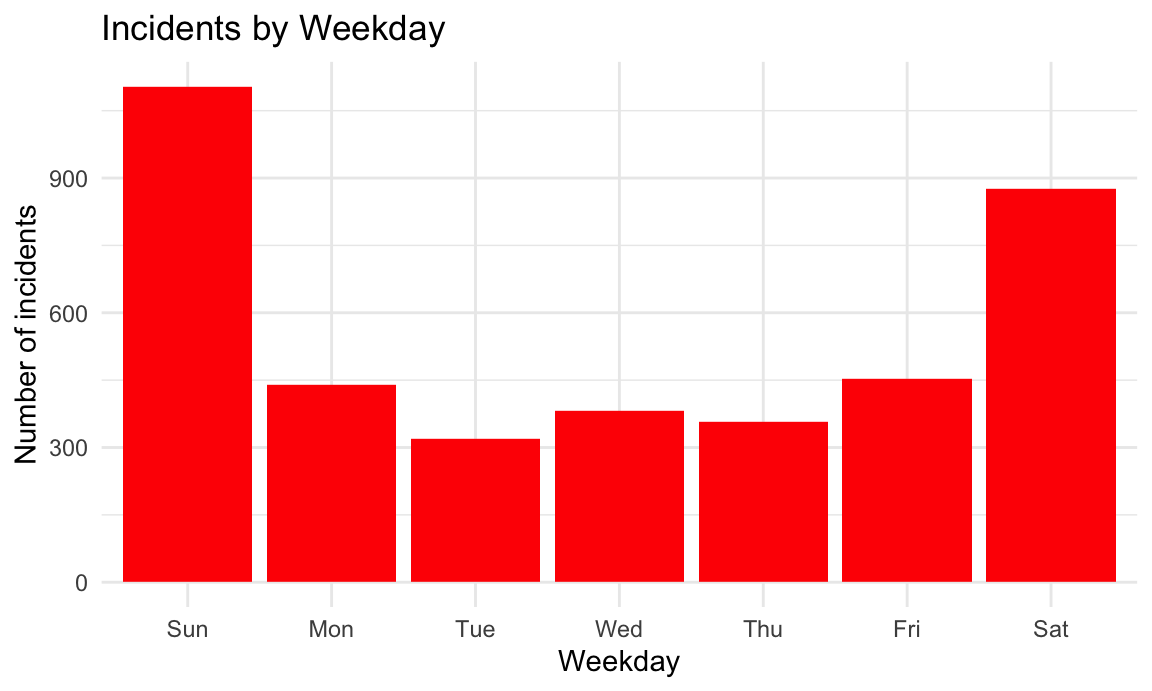 Incidents by Weekday
Number of incidents
900
600
300
0
Sun Mon Tue Wed Thu Fri Sat
Weekday